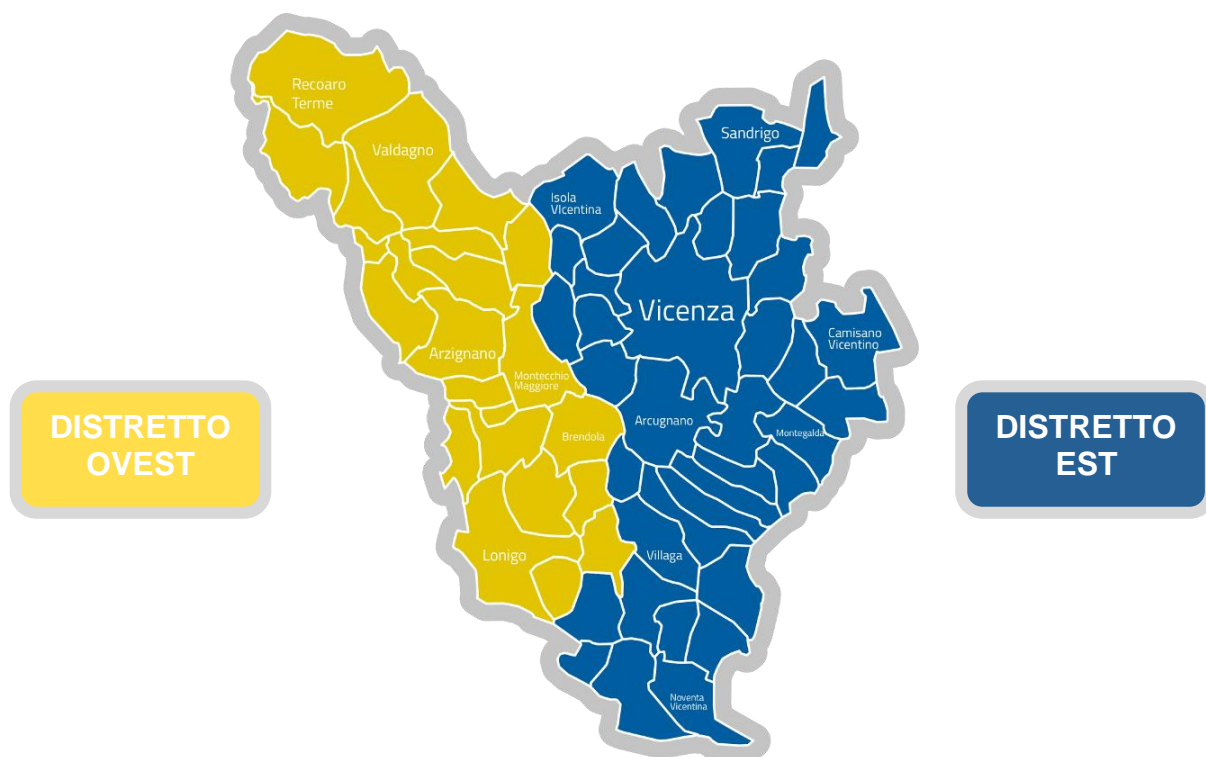 Recoaro
Terme
Valdagno
Sandrigo
Isola
VIcentina
Vicenza
Camisano
Vicentino
Arzignano
Montecchio
Maggiore
DISTRETTO
OVEST
Arcugnano
Brendola
Montegalda
DISTRETTO
EST
Lonigo
Villaga
Noventa
Vicentina